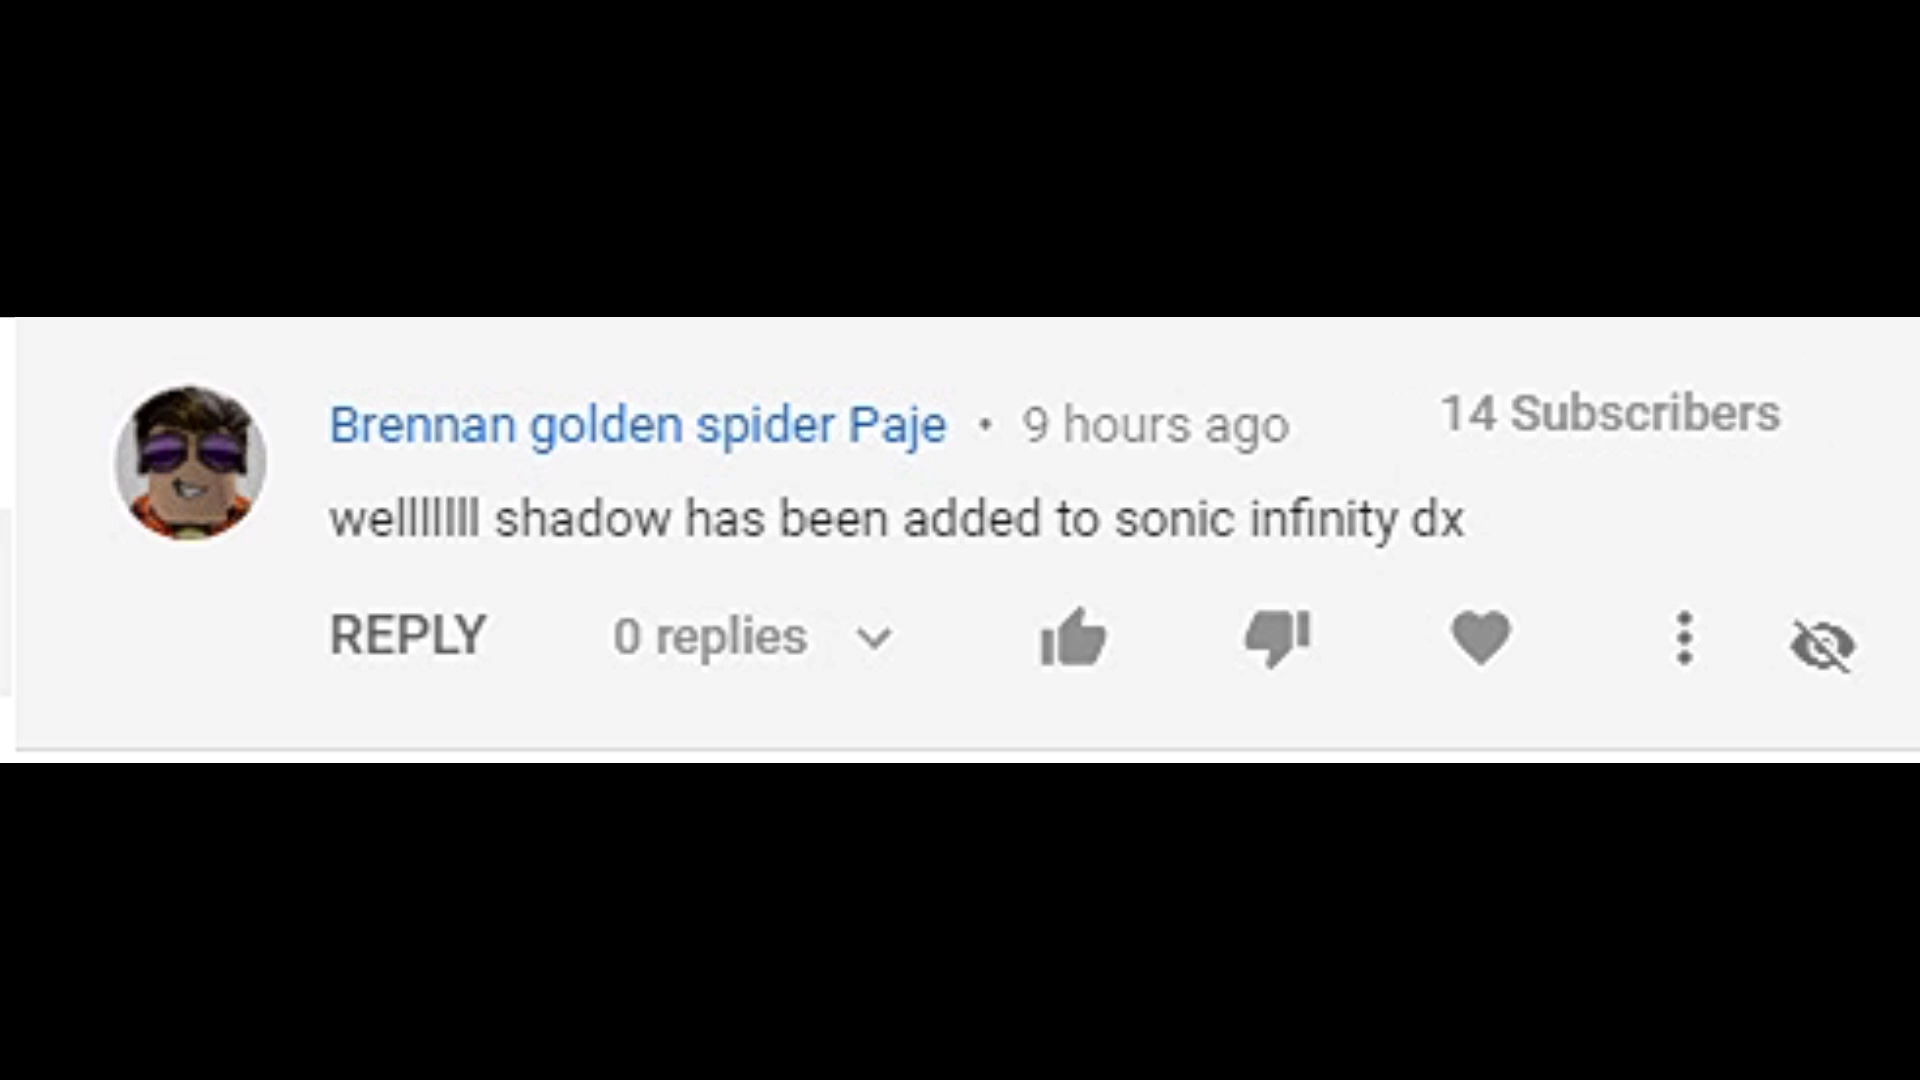 Brennan golden spider Paje • 9 hours ago 14 Subscribers
wellllllll shadow has been added to sonic infinity dx
REPLY 0 replies